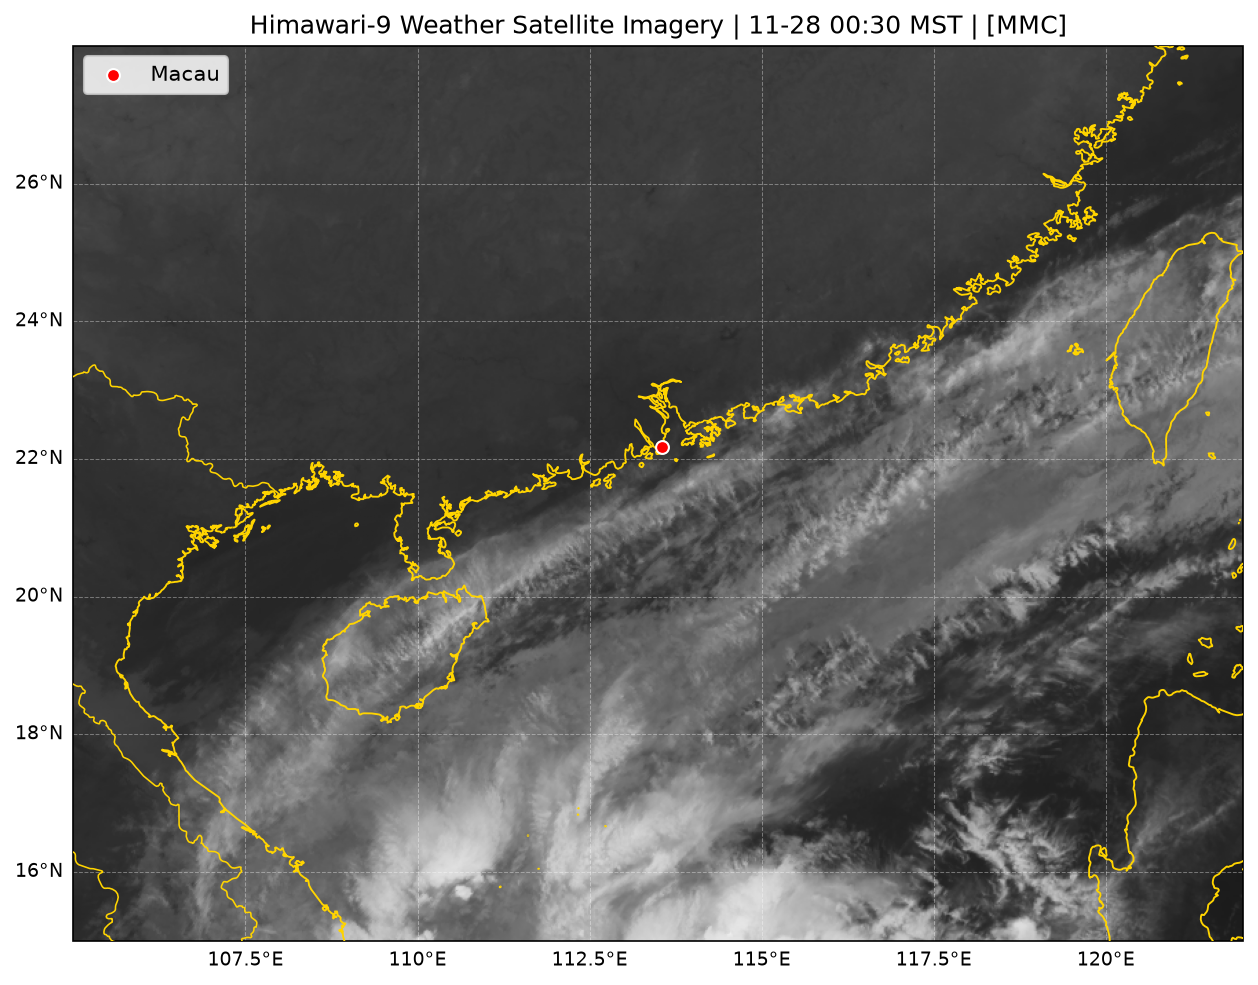 Himawari-9 Weather Satellite Imagery | 11-28 00:30 MST | [MMC]
Macau
26°N
24°N
22°N
20°N
18°N
16°N
107.5°E
110°E
112.5°E
115°E
117.5°E
120°E